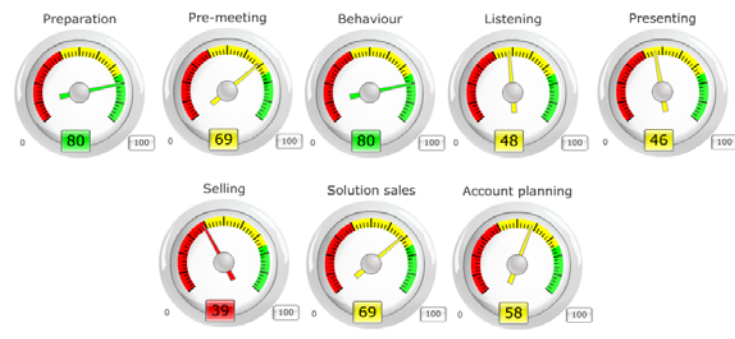 Preparation Pre-meeting Behaviour Listening Presenting
80 69 80 48 46
0 100 0 100 0 100 0 100 0 100
Selling Solution sales Account planning
39 69 58
0 100 0 100 0 100